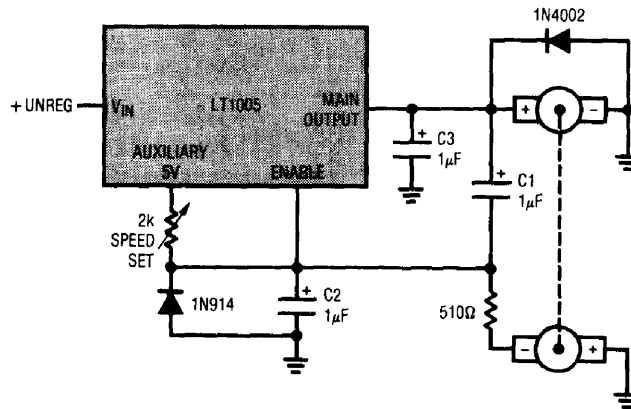 1N4002
+ UNREG
VIN
LT1005
MAIN
OUTPUT
AUXILIARY
5V
ENABLE
+
-
+
C3
1μF
+
C1
1μF
2k
SPEED
SET
1N914
+
C2
1μF
510Ω
-
+